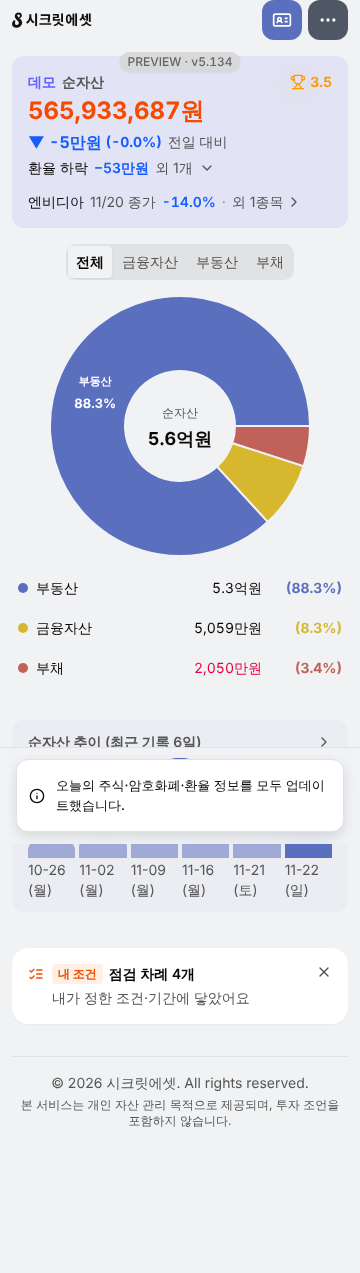 시크릿에셋
PREVIEW · v5.134
데모 순자산
3.5
565,933,687원
▼ -5만원 (-0.0%) 전일 대비
환율 하락 -53만원 외 1개
엔비디아 11/20 종가 -14.0% · 외 1종목
전체 금융자산 부동산 부채
부동산
88.3%
순자산
5.6억원
부동산 5.3억원 (88.3%)
금융자산 5,059만원 (8.3%)
부채 2,050만원 (3.4%)
순자산 추이 (최근 기록 6일)
오늘의 주식·암호화폐·환율 정보를 모두 업데이
트했습니다.
10-26 11-02 11-09 11-16 11-21 11-22
(월) (월) (월) (월) (토) (일)
내 조건 점검 차례 4개
내가 정한 조건·기간에 닿았어요
© 2026 시크릿에셋. All rights reserved.
본 서비스는 개인 자산 관리 목적으로 제공되며, 투자 조언을
포함하지 않습니다.